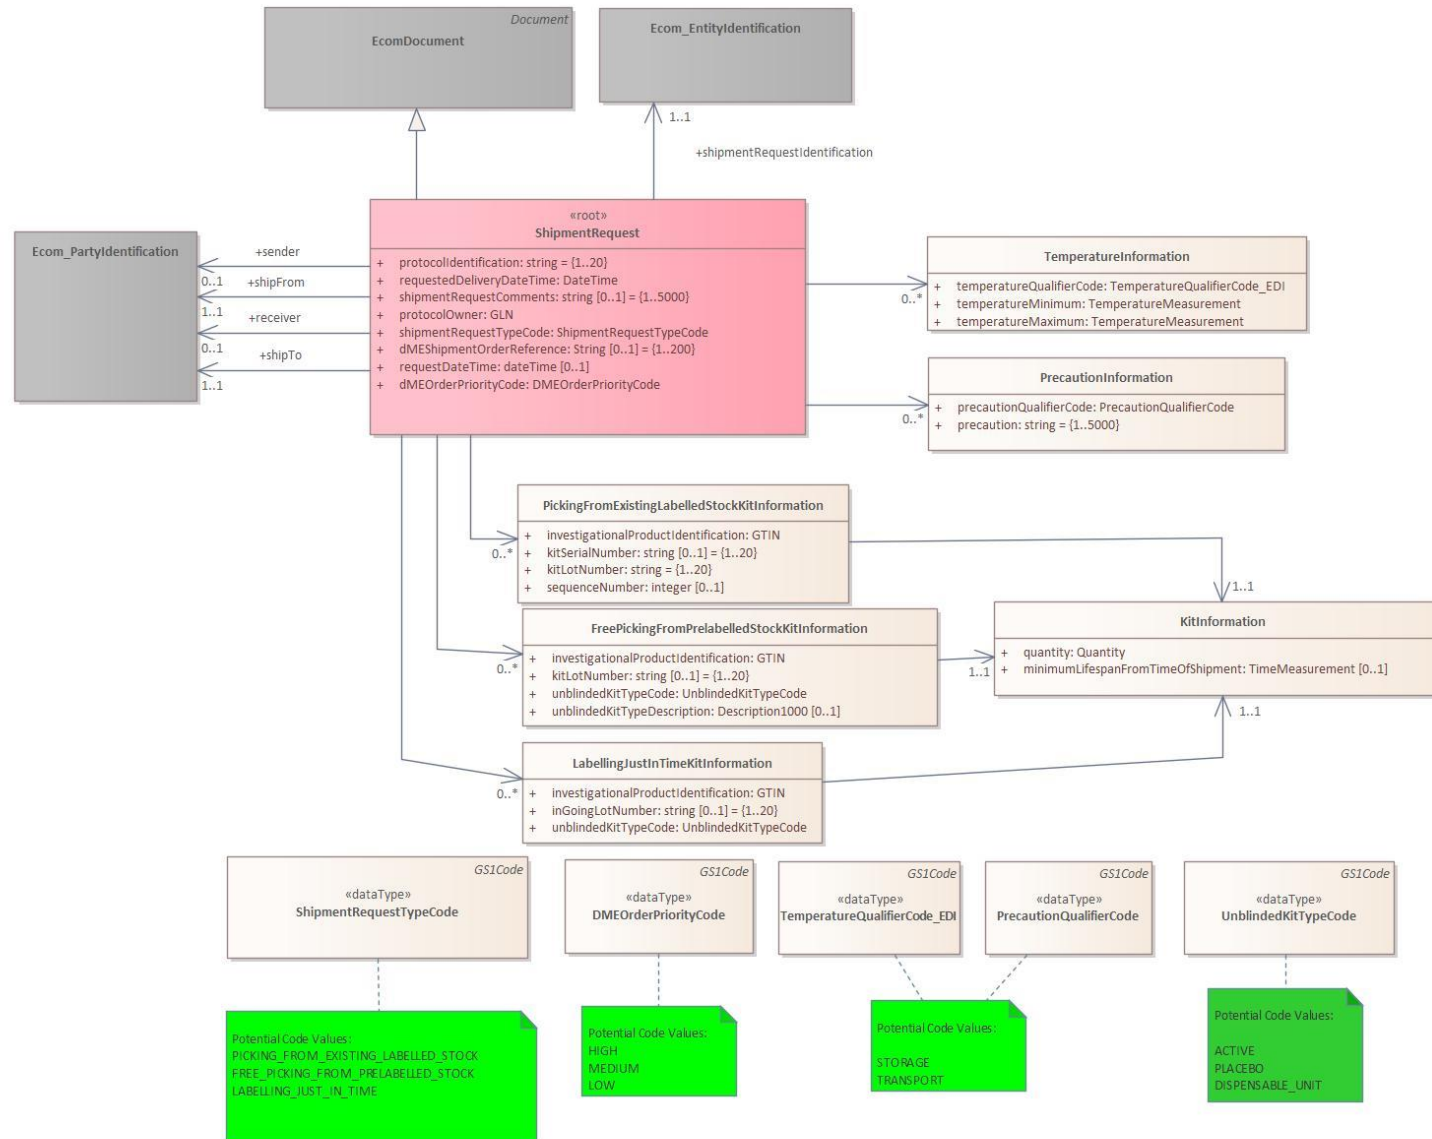 Document
EcomDocument
Ecom_EntityIdentification
1..1
+shipmentRequestIdentification
«root»
ShipmentRequest
+ protocolIdentification: string = {1..20}
+ requestedDeliveryDateTime: DateTime
+ shipmentRequestComments: string [0..1] = {1..5000}
+ protocolOwner: GLN
+ shipmentRequestTypeCode: ShipmentRequestTypeCode
+ dMEShipmentOrderReference: String [0..1] = {1..200}
+ requestDateTime: dateTime [0..1]
+ dMEOrderPriorityCode: DMEOrderPriorityCode
Ecom_PartyIdentification
+sender
0..1
+shipFrom
1..1
+receiver
0..1
+shipTo
1..1
TemperatureInformation
+ temperatureQualifierCode: TemperatureQualifierCode_EDI
+ temperatureMinimum: TemperatureMeasurement
+ temperatureMaximum: TemperatureMeasurement
0..*
PrecautionInformation
+ precautionQualifierCode: PrecautionQualifierCode
+ precaution: string = {1..5000}
0..*
PickingFromExistingLabelledStockKitInformation
+ investigationalProductIdentification: GTIN
+ kitSerialNumber: string [0..1] = {1..20}
+ kitLotNumber: string = {1..20}
+ sequenceNumber: integer [0..1]
0..*
1..1
FreePickingFromPrelabelledStockKitInformation
+ investigationalProductIdentification: GTIN
+ kitLotNumber: string [0..1] = {1..20}
+ unblindedKitTypeCode: UnblindedKitTypeCode
+ unblindedKitTypeDescription: Description1000 [0..1]
0..*
1..1
KitInformation
+ quantity: Quantity
+ minimumLifespanFromTimeOfShipment: TimeMeasurement [0..1]
1..1
LabellingJustInTimeKitInformation
+ investigationalProductIdentification: GTIN
+ inGoingLotNumber: string [0..1] = {1..20}
+ unblindedKitTypeCode: UnblindedKitTypeCode
0..*
GS1Code
«dataType»
ShipmentRequestTypeCode
GS1Code
«dataType»
DMEOrderPriorityCode
GS1Code
«dataType»
TemperatureQualifierCode_EDI
GS1Code
«dataType»
PrecautionQualifierCode
GS1Code
«dataType»
UnblindedKitTypeCode
Potential Code Values:
PICKING_FROM_EXISTING_LABELLED_STOCK
FREE_PICKING_FROM_PRELABELLED_STOCK
LABELLING_JUST_IN_TIME
Potential Code Values:
HIGH
MEDIUM
LOW
Potential Code Values:
STORAGE
TRANSPORT
Potential Code Values:
ACTIVE
PLACEBO
DISPENSABLE_UNIT